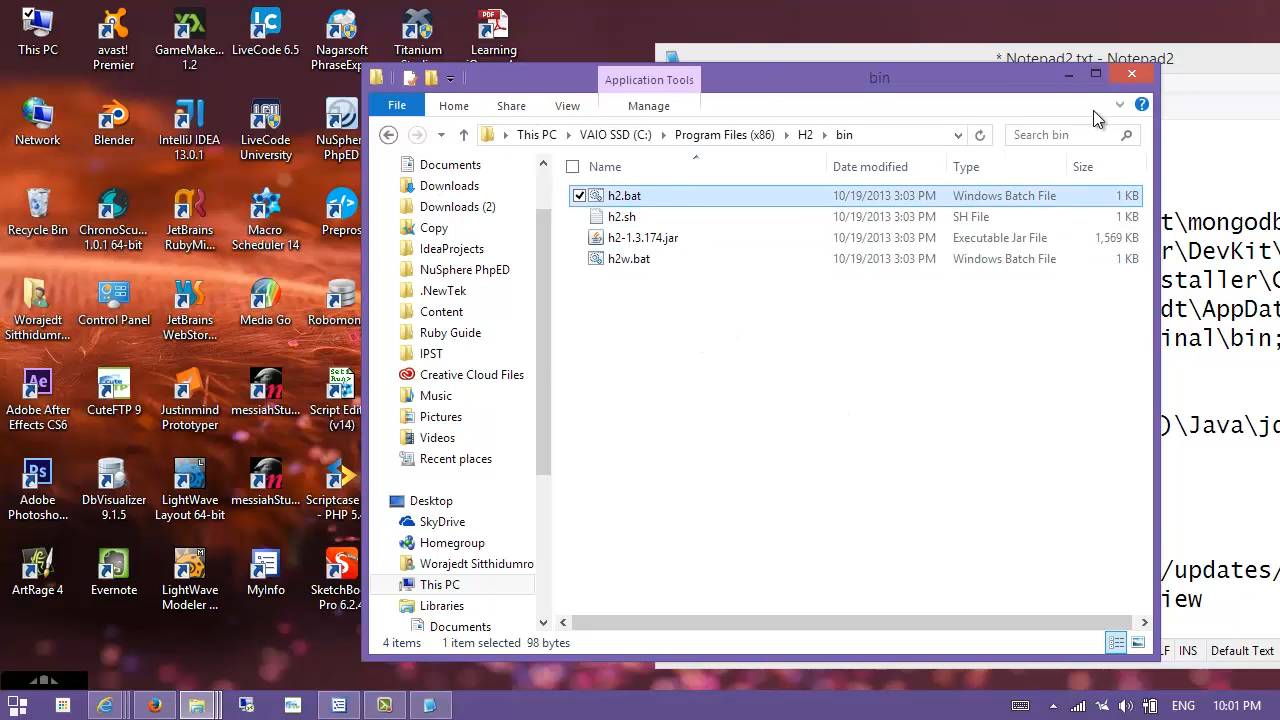 This PC
avast!
Premier
GameMake...
1.2
LiveCode 6.5
Nagarsoft
PhraseExp
Titanium
Learning
Network
IntelliJ IDEA
13.0.1
LiveCode
University
NuSphere
PhpED
Recycle Bin
ChronoScu...
1.0.1 64-bit
JetBrains
RubyMi...
Macro
Scheduler 14
Prepros
Worajedt
Sitthidumr...
Control Panel
JetBrains
WebStor...
Media Go
Robomon
Adobe After
Effects CS6
CuteFTP 9
Justinmind
Prototyper
messiahStu...
Script Edi
(v14)
Adobe
Photosho...
DbVisualizer
9.1.5
LightWave
Layout 64-bit
messiahStu...
Scriptcase
- PHP 5.4
ArtRage 4
Evernote
LightWave
Modeler ...
MyInfo
SketchBo
Pro 6.2.4
* Notepad2.txt - Notepad2
Application Tools
bin
File
Home
Share
View
Manage
This PC
VAIO SSD (C:)
Program Files (x86)
H2
bin
Search bin
Name
Date modified
Type
Size
h2.bat 10/19/2013 3:03 PM Windows Batch File 1 KB
h2.sh 10/19/2013 3:03 PM SH File 1 KB
h2-1.3.174.jar 10/19/2013 3:03 PM Executable Jar File 1,569 KB
h2w.bat 10/19/2013 3:03 PM Windows Batch File 1 KB
Documents
Downloads
Downloads (2)
Copy
IdeaProjects
NuSphere PhpED
.NewTek
Content
Ruby Guide
IPST
Creative Cloud Files
Music
Pictures
Videos
Recent places
Desktop
SkyDrive
Homegroup
Worajedt Sitthidumro
This PC
Libraries
Documents
4 items
1 item selected 98 bytes
t\mongodb
r\DevKit\
staller\C
dt\AppDat
inal\bin;
)\Java\jd
/updates/
iew
LF
INS
Default Text
ENG
10:01 PM